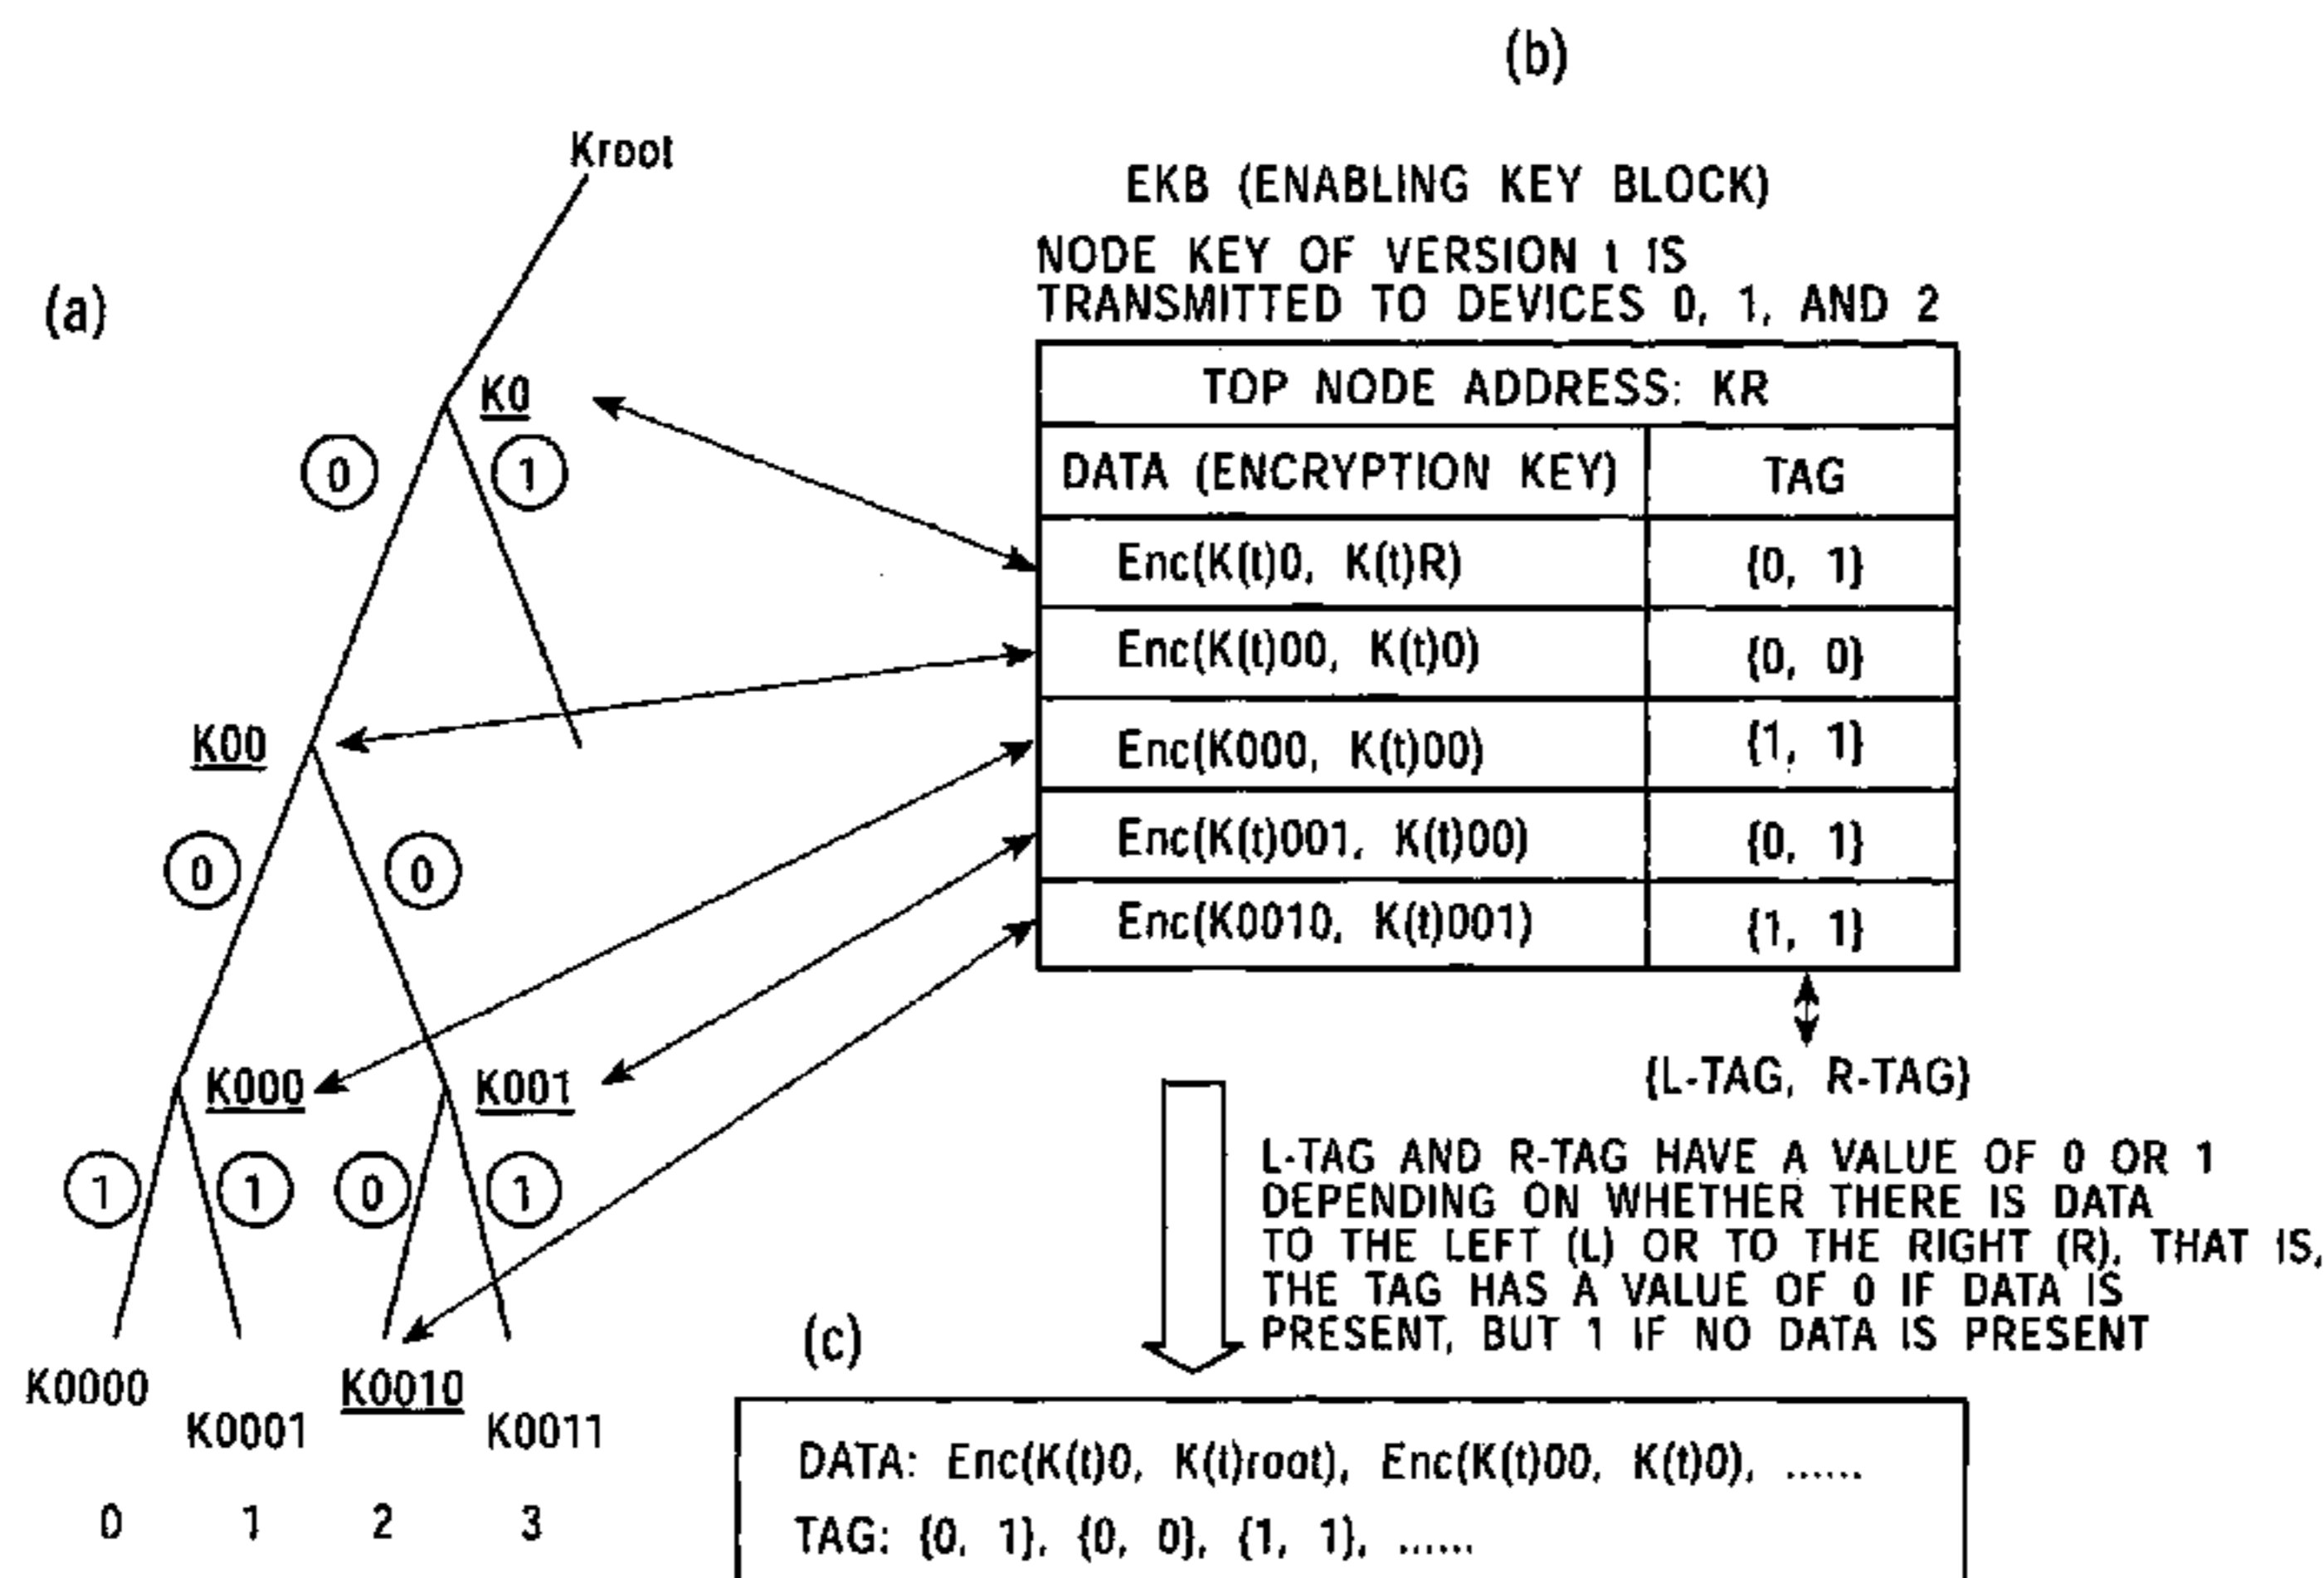 (b)
Kroot
EKB (ENABLING KEY BLOCK)
NODE KEY OF VERSION t IS
TRANSMITTED TO DEVICES 0, 1, AND 2
(a)
TOP NODE ADDRESS: KR
DATA (ENCRYPTION KEY) TAG
Enc(K(t)0, K(t)R) {0, 1}
Enc(K(t)00, K(t)0) {0, 0}
Enc(K000, K(t)00) {1, 1}
Enc(K(t)001, K(t)00) {0, 1}
Enc(K0010, K(t)001) {1, 1}
K0
0 1
K00
0 0
K000 K001
1 1 0 1
K0000 K0001 K0010 K0011
0 1 2 3
{L-TAG, R-TAG}
L-TAG AND R-TAG HAVE A VALUE OF 0 OR 1
DEPENDING ON WHETHER THERE IS DATA
TO THE LEFT (L) OR TO THE RIGHT (R), THAT IS,
THE TAG HAS A VALUE OF 0 IF DATA IS
PRESENT, BUT 1 IF NO DATA IS PRESENT
(c)
DATA: Enc(K(t)0, K(t)root), Enc(K(t)00, K(t)0), ......
TAG: {0, 1}, {0, 0}, {1, 1}, ......